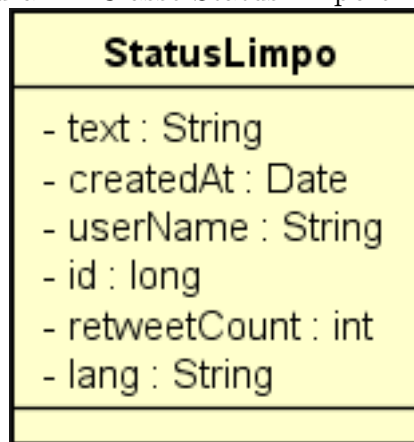 StatusLimpo
- text : String
- createdAt : Date
- userName : String
- id : long
- retweetCount : int
- lang : String